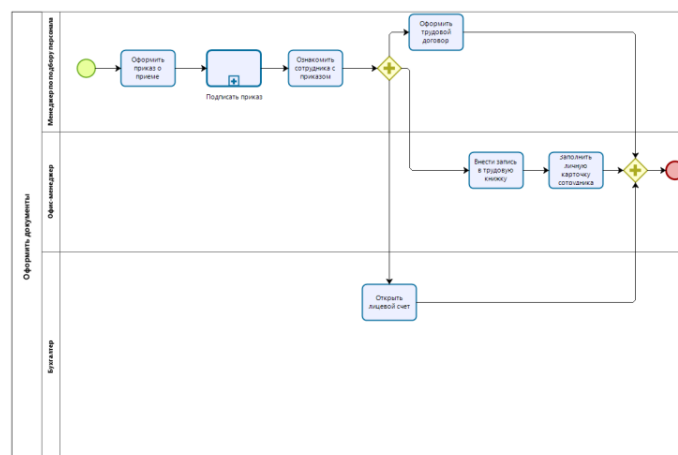 Оформить документы
Менеджер по подбору персонала
Офис-менеджер
Бухгалтер
Оформить
приказ о
приеме
Подписать приказ
Ознакомить
сотрудника с
приказом
Оформить
трудовой
договор
Внести запись
в трудовую
книжку
Заполнить
личную
карточку
сотрудника
Открыть
лицевой счет